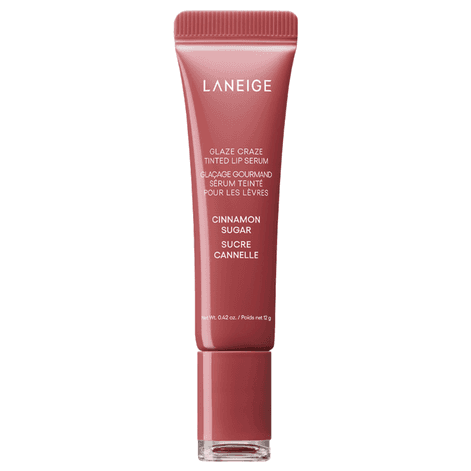 LANEIGE
GLAZE CRAZE
TINTED LIP SERUM
GLAÇAGE GOURMAND
SÉRUM TEINTÉ
POUR LES LÈVRES
CINNAMON
SUGAR
SUCRE
CANNELLE
Net Wt. 0.42 oz. / Poids net 12 g